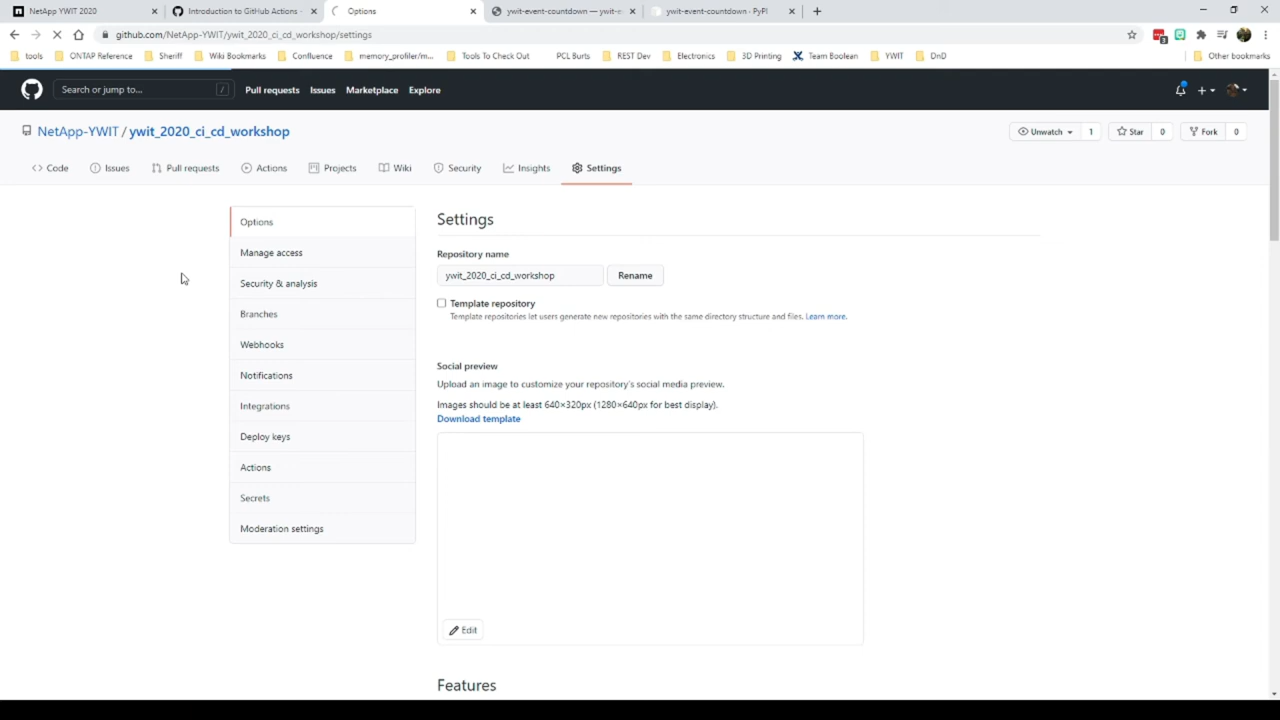 NetApp YWIT 2020
Introduction to GitHub Actions -
Options
ywit-event-countdown — ywit-e
ywit-event-countdown · PyPI
github.com/NetApp-YWIT/ywit_2020_ci_cd_workshop/settings
tools
ONTAP Reference
Sheriff
Wiki Bookmarks
Confluence
memory_profiler/m...
Tools To Check Out
PCL Burts
REST Dev
Electronics
3D Printing
Team Boolean
YWIT
DnD
Other bookmarks
Search or jump to...
/
Pull requests
Issues
Marketplace
Explore
NetApp-YWIT / ywit_2020_ci_cd_workshop
Unwatch 1
Star 0
Fork 0
Code
Issues
Pull requests
Actions
Projects
Wiki
Security
Insights
Settings
Options
Manage access
Security & analysis
Branches
Webhooks
Notifications
Integrations
Deploy keys
Actions
Secrets
Moderation settings
Settings
Repository name
ywit_2020_ci_cd_workshop
Rename
Template repository
Template repositories let users generate new repositories with the same directory structure and files. Learn more.
Social preview
Upload an image to customize your repository's social media preview.
Images should be at least 640×320px (1280×640px for best display).
Download template
Edit
Features